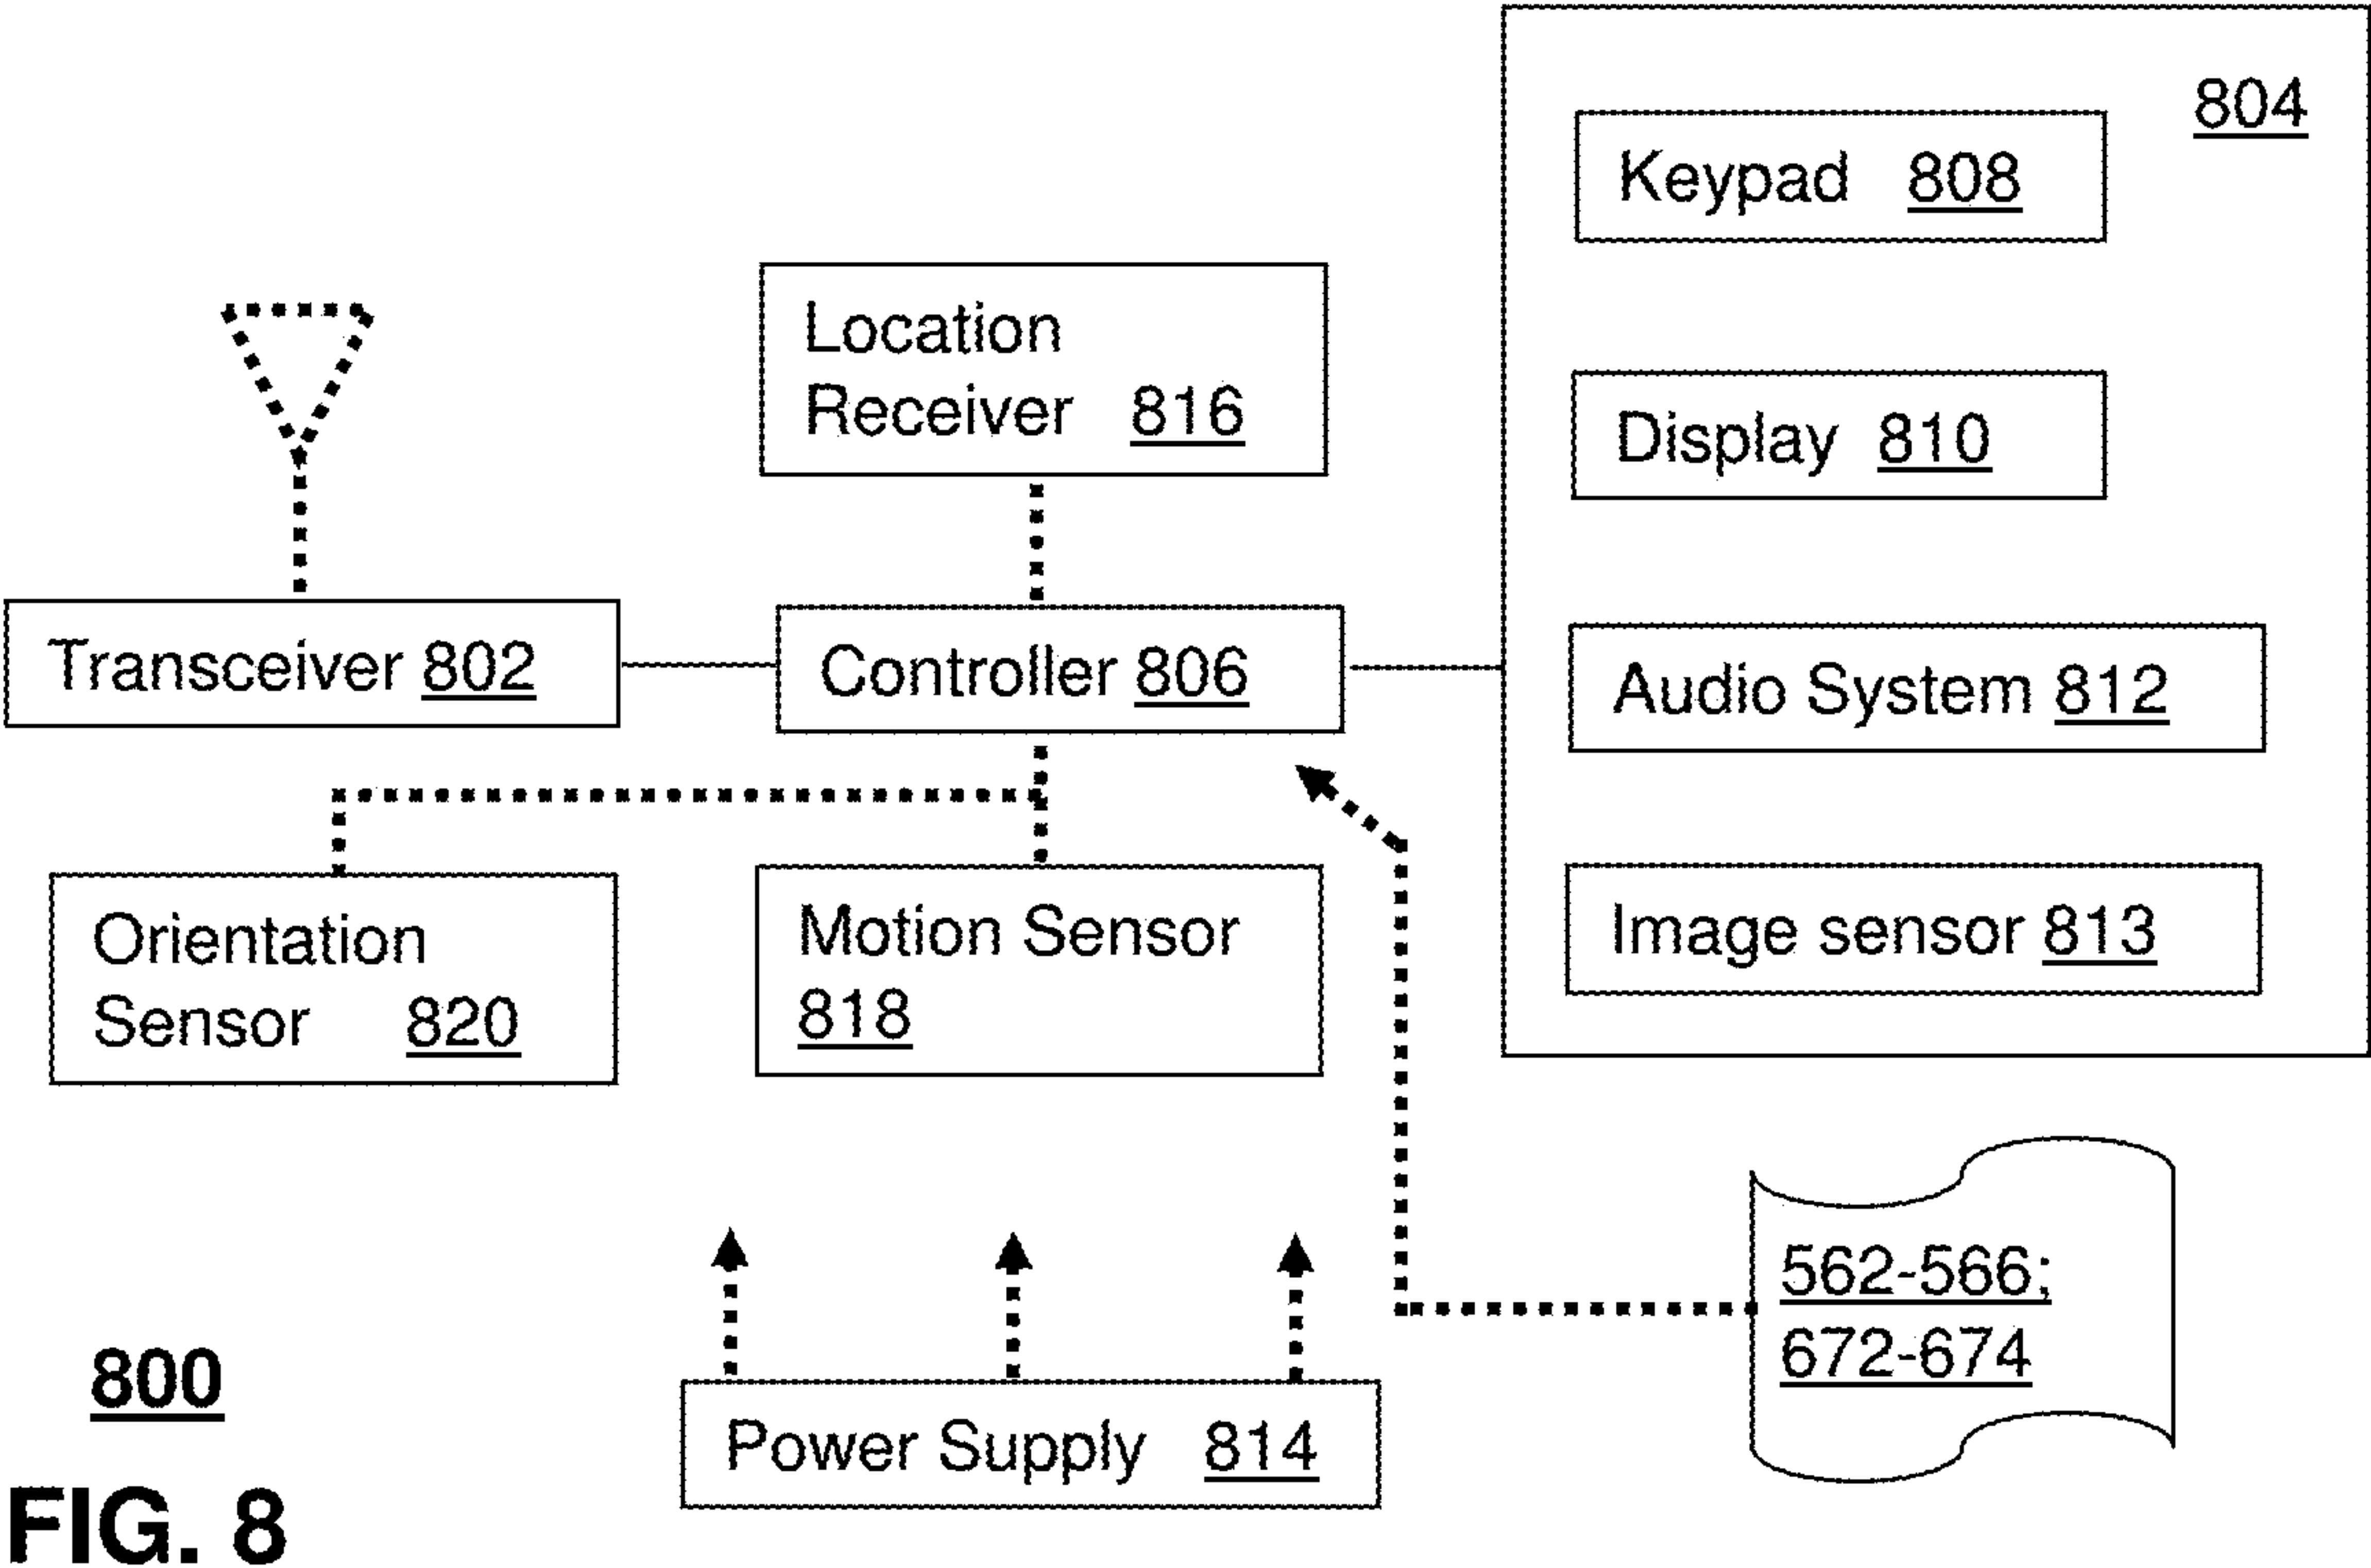 804
Keypad 808
Location
Receiver 816
Display 810
Transceiver 802
Controller 806
Audio System 812
Orientation
Sensor 820
Motion Sensor
818
Image sensor 813
562-566;
672-674
800
Power Supply 814
FIG. 8